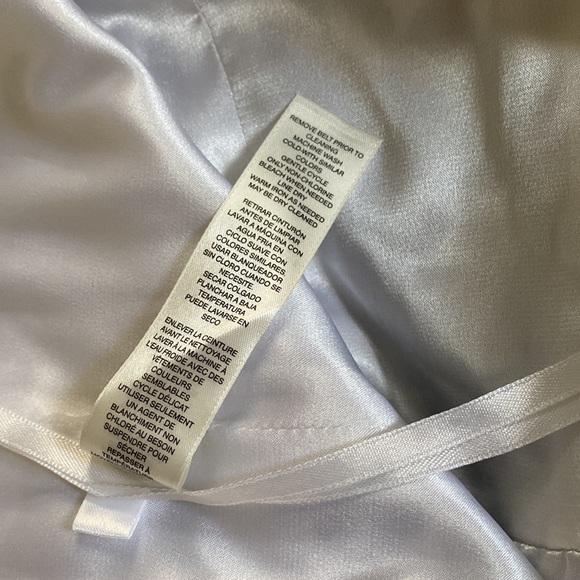 REMOVE BELT PRIOR TO
CLEANING
MACHINE WASH
COLD WITH SIMILAR
COLORS
GENTLE CYCLE
ONLY NON-CHLORINE
BLEACH WHEN NEEDED
LINE DRY
WARM IRON AS NEEDED
MAY BE DRY CLEANED
RETIRAR CINTURÓN
ANTES DE LIMPIAR
LAVAR A MÁQUINA CON
AGUA FRIA EN
CICLO SUAVE CON
COLORES SIMILARES.
USAR BLANQUEADOR
SIN CLORO CUANDO SE
NECESITE.
SECAR COLGADO
PLANCHAR A BAJA
TEMPERATURA
PUEDE LAVARSE EN
SECO
ENLEVER LA CEINTURE
AVANT LE NETTOYAGE
LAVER À LA MACHINE À
L'EAU FROIDE AVEC DES
VÊTEMENTS DE
COULEURS
SEMBLABLES
CYCLE DÉLICAT
UTILISER SEULEMENT
UN AGENT DE
BLANCHIMENT NON
CHLORÉ AU BESOIN
SUSPENDRE POUR
SÉCHER
REPASSER À